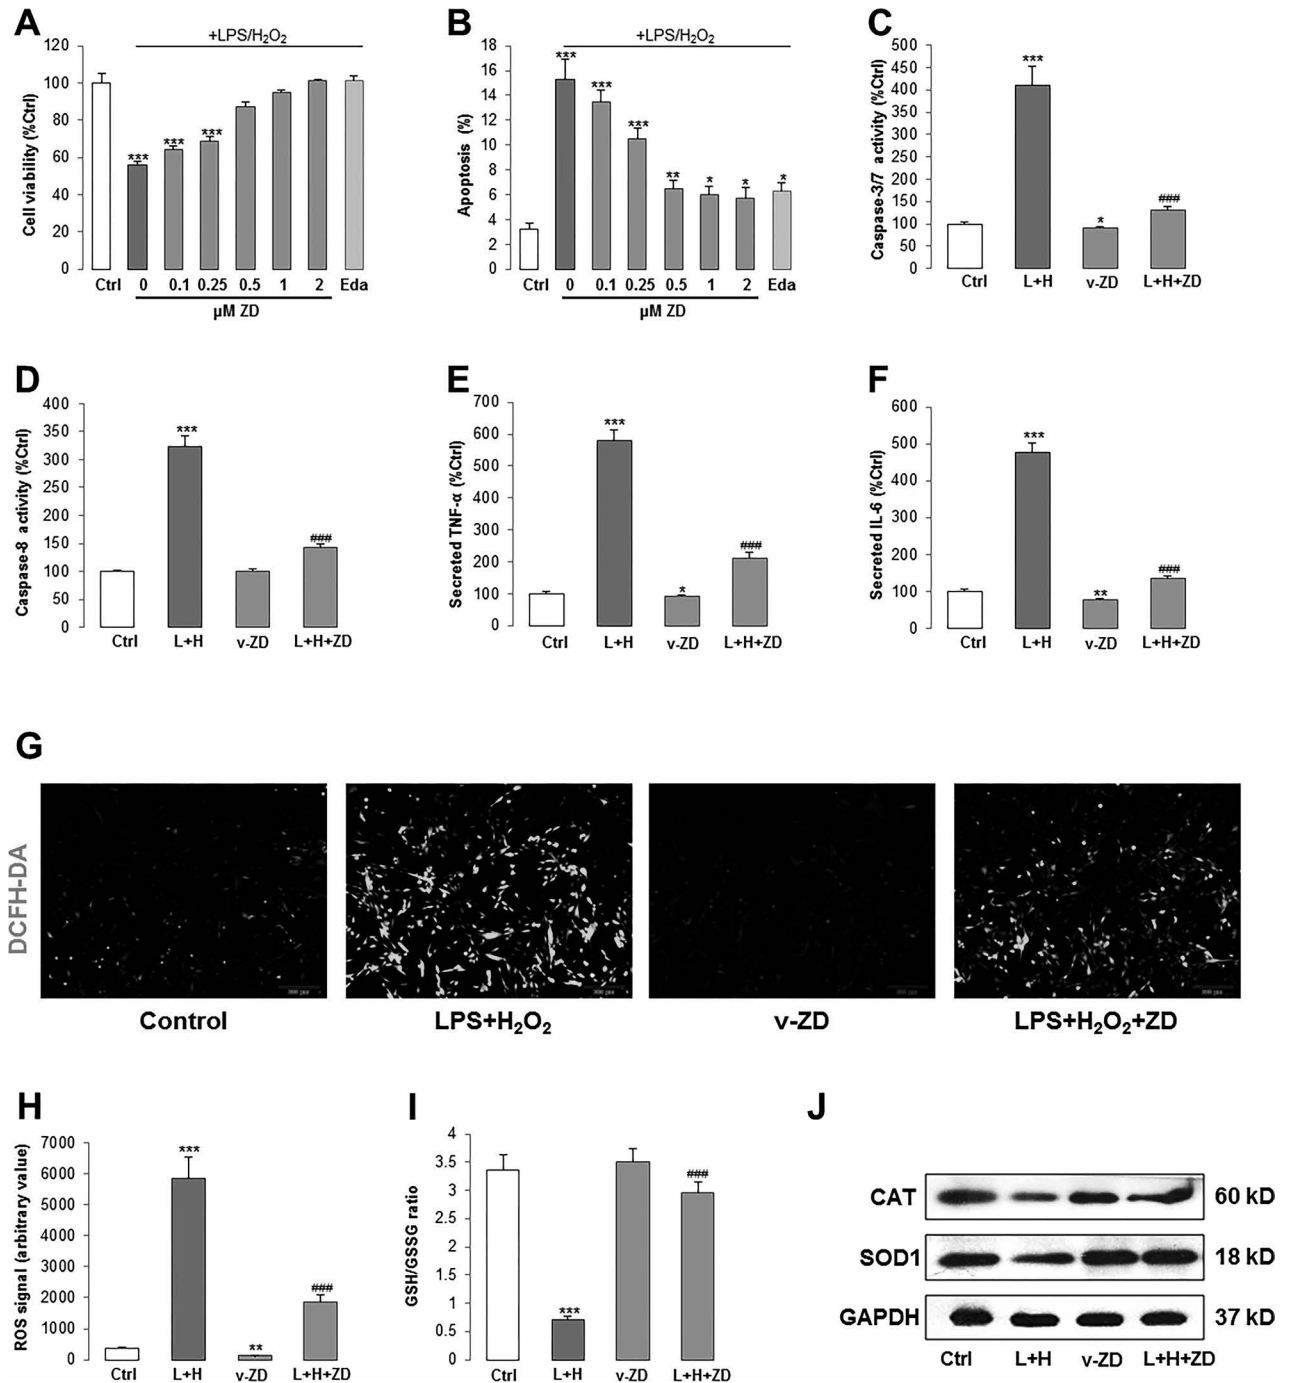 A
+LPS/H₂O₂
Cell viability (%Ctrl)
120
100
80
60
40
20
0
*** *** ***
Ctrl 0 0.1 0.25 0.5 1 2 Eda
µM ZD
B
+LPS/H₂O₂
Apoptosis (%)
18
16
14
12
10
8
6
4
2
0
*** *** *** ** * * *
Ctrl 0 0.1 0.25 0.5 1 2 Eda
µM ZD
C
Caspase-3/7 activity (%Ctrl)
500
450
400
350
300
250
200
150
100
50
0
*** * ###
Ctrl L+H v-ZD L+H+ZD
D
Caspase-8 activity (%Ctrl)
400
350
300
250
200
150
100
50
0
*** ###
Ctrl L+H v-ZD L+H+ZD
E
Secreted TNF-α (%Ctrl)
700
600
500
400
300
200
100
0
*** * ###
Ctrl L+H v-ZD L+H+ZD
F
Secreted IL-6 (%Ctrl)
600
500
400
300
200
100
0
*** ** ###
Ctrl L+H v-ZD L+H+ZD
G
DCFH-DA
Control LPS+H₂O₂ v-ZD LPS+H₂O₂+ZD
H
ROS signal (arbitrary value)
7000
6000
5000
4000
3000
2000
1000
0
*** ** ###
Ctrl L+H v-ZD L+H+ZD
I
GSH/GSSG ratio
4
3.5
3
2.5
2
1.5
1
0.5
0
*** ###
Ctrl L+H v-ZD L+H+ZD
J
CAT 60 kD
SOD1 18 kD
GAPDH 37 kD
Ctrl L+H v-ZD L+H+ZD